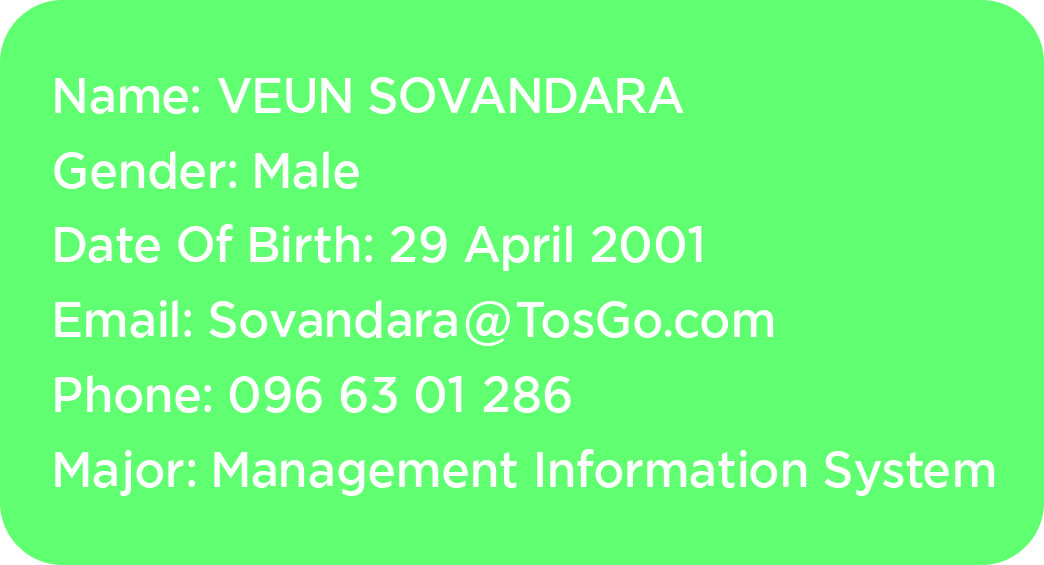 Name: VEUN SOVANDARA
Gender: Male
Date Of Birth: 29 April 2001
Email: Sovandara@TosGo.com
Phone: 096 63 01 286
Major: Management Information System